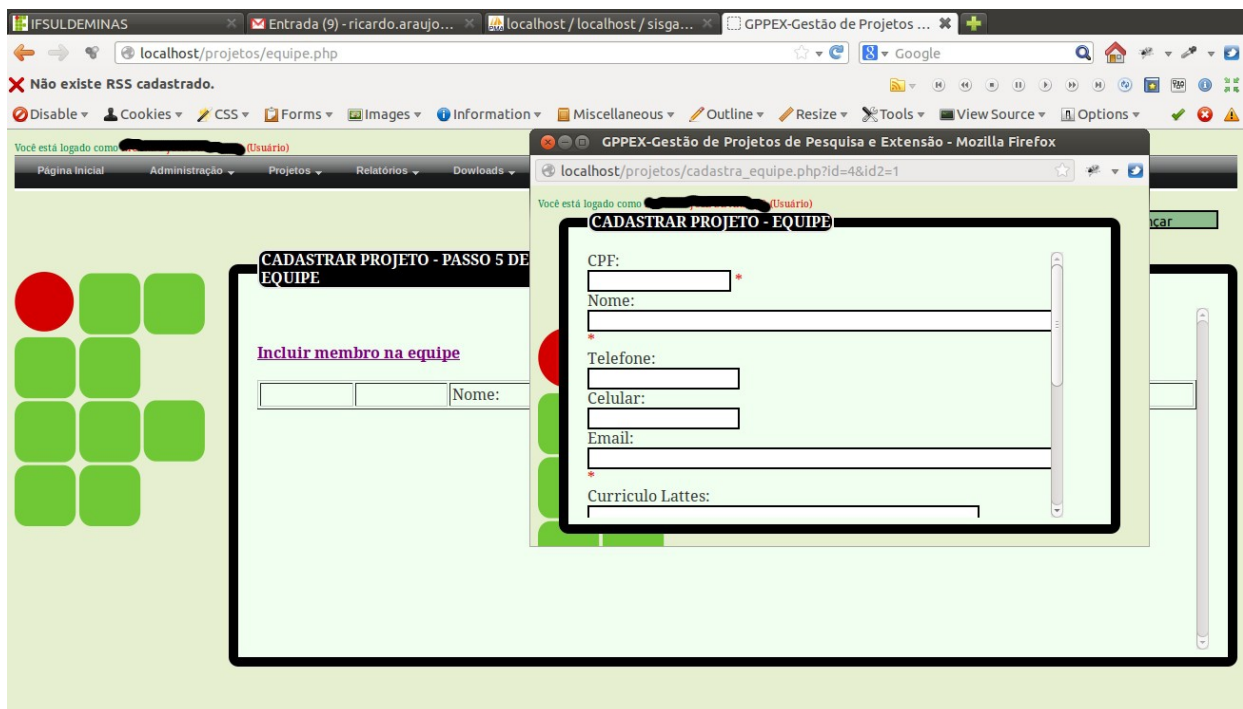 IFSULDEMINAS
Entrada (9) - ricardo.araujo...
localhost / localhost / sisga...
GPPEX-Gestão de Projetos ...
localhost/projetos/equipe.php
Google
Não existe RSS cadastrado.
Disable Cookies CSS Forms Images Information Miscellaneous Outline Resize Tools View Source Options
Você está logado como (Usuário)
Página Inicial Administração Projetos Relatórios Dowloads
CADASTRAR PROJETO - PASSO 5 DE
EQUIPE
Incluir membro na equipe
Nome:
GPPEX-Gestão de Projetos de Pesquisa e Extensão - Mozilla Firefox
localhost/projetos/cadastra_equipe.php?id=4&id2=1
Você está logado como (Usuário)
CADASTRAR PROJETO - EQUIPE
CPF:
*
Nome:
*
Telefone:
Celular:
Email:
*
Curriculo Lattes: